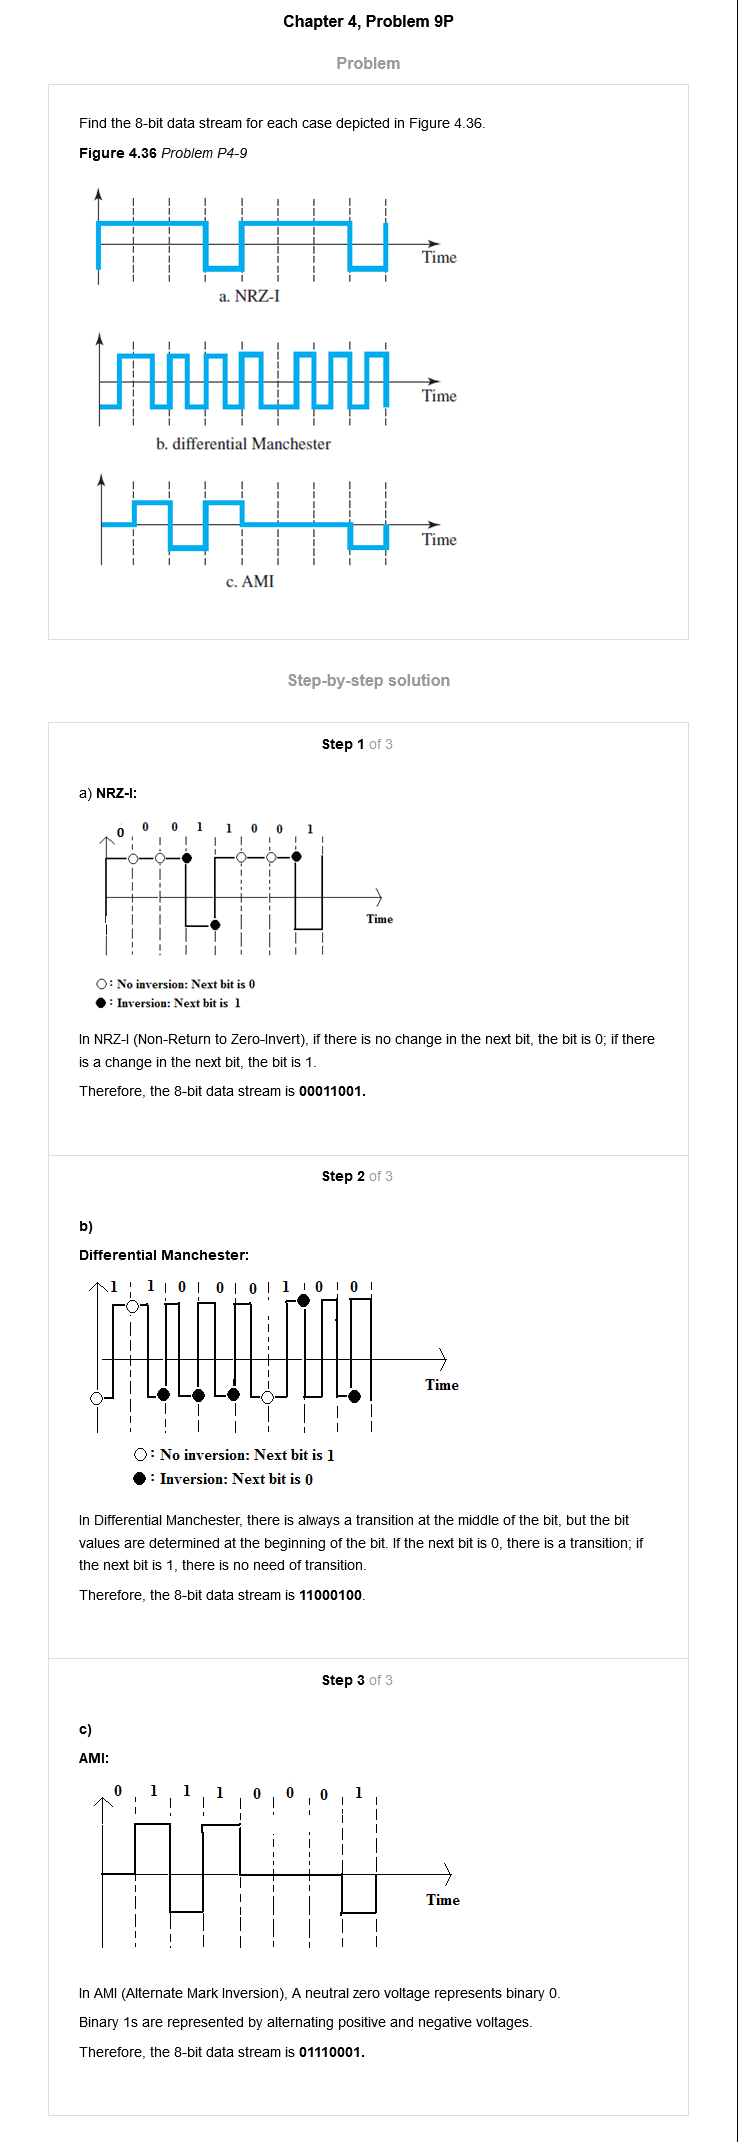 Chapter 4, Problem 9P
Problem
Find the 8-bit data stream for each case depicted in Figure 4.36.
Figure 4.36 Problem P4-9
Time
a. NRZ-I
Time
b. differential Manchester
Time
c. AMI
Step-by-step solution
Step 1 of 3
a) NRZ-I:
0 0 0 1 1 0 0 1
Time
: No inversion: Next bit is 0
: Inversion: Next bit is 1
In NRZ-I (Non-Return to Zero-Invert), if there is no change in the next bit, the bit is 0; if there
is a change in the next bit, the bit is 1.
Therefore, the 8-bit data stream is 00011001.
Step 2 of 3
b)
Differential Manchester:
1 1 0 0 0 1 0 0
Time
: No inversion: Next bit is 1
: Inversion: Next bit is 0
In Differential Manchester, there is always a transition at the middle of the bit, but the bit
values are determined at the beginning of the bit. If the next bit is 0, there is a transition; if
the next bit is 1, there is no need of transition.
Therefore, the 8-bit data stream is 11000100.
Step 3 of 3
c)
AMI:
0 1 1 1 0 0 0 1
Time
In AMI (Alternate Mark Inversion), A neutral zero voltage represents binary 0.
Binary 1s are represented by alternating positive and negative voltages.
Therefore, the 8-bit data stream is 01110001.